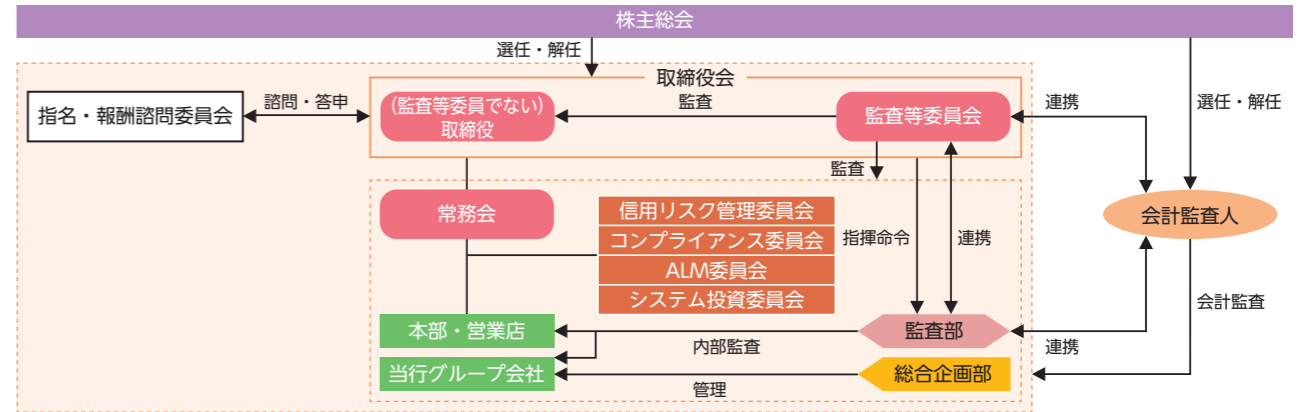 株主総会
選任・解任
取締役会
指名・報酬諮問委員会
諮問・答申
(監査等委員でない)
取締役
監査
監査等委員会
連携
選任・解任
監査
常務会
信用リスク管理委員会
コンプライアンス委員会
ALM委員会
システム投資委員会
指揮命令
連携
会計監査人
会計監査
本部・営業店
内部監査
監査部
連携
当行グループ会社
管理
総合企画部